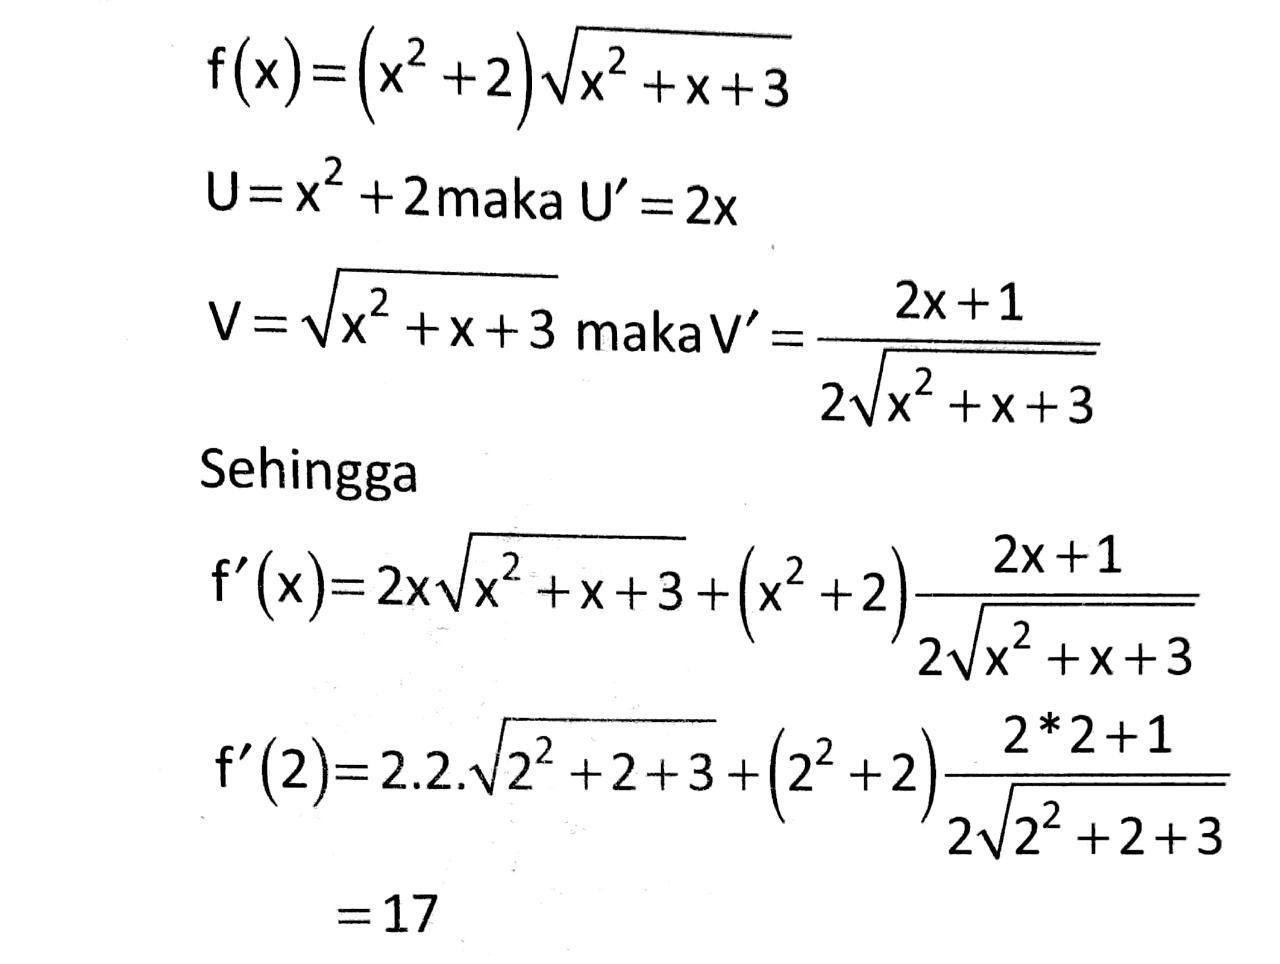 f(x)=(x²+2)√(x²+x+3)
U=x²+2maka U′=2x
V=√(x²+x+3) maka V′=(2x+1)/(2√(x²+x+3))
Sehingga
f′(x)=2x√(x²+x+3)+(x²+2)(2x+1)/(2√(x²+x+3))
f′(2)=2.2.√(2²+2+3)+(2²+2)(2*2+1)/(2√(2²+2+3))
=17